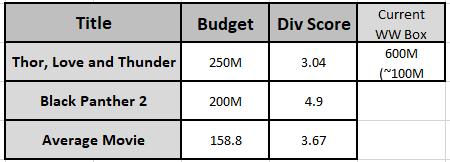 Title Budget Div Score Current
WW Box
Thor, Love and Thunder 250M 3.04 600M
(~100M
Black Panther 2 200M 4.9
Average Movie 158.8 3.67